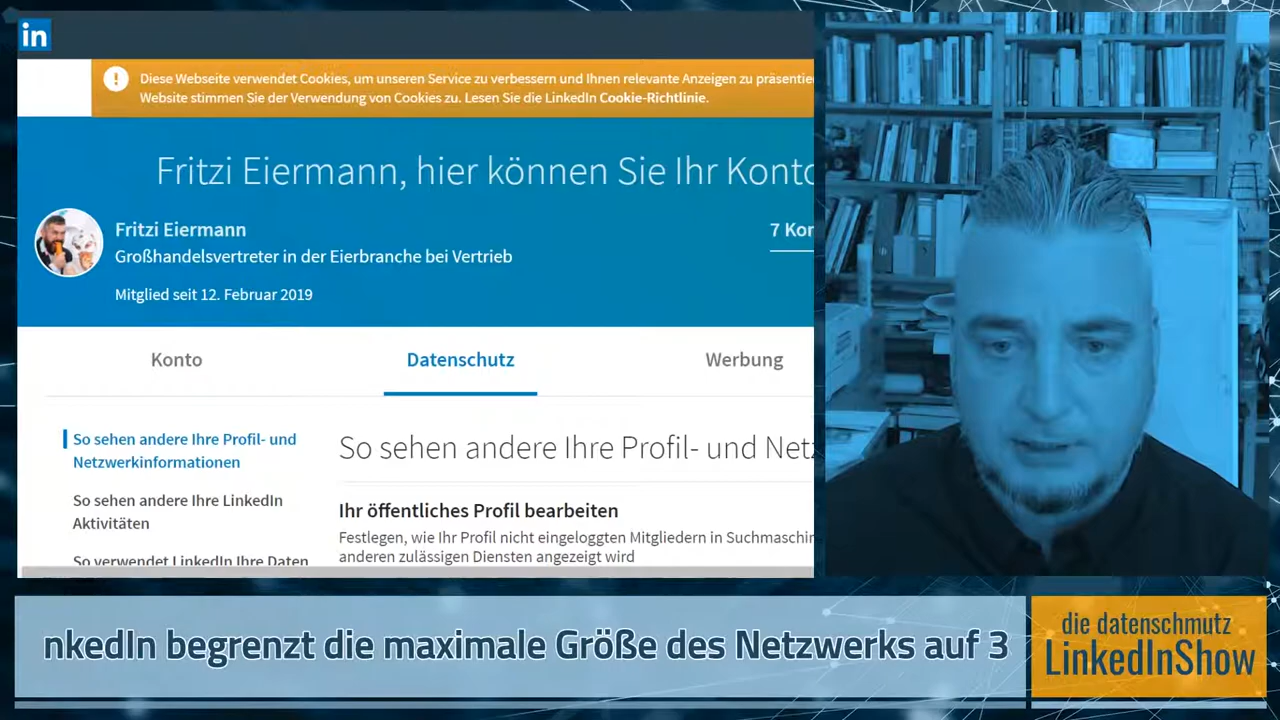 in
Diese Webseite verwendet Cookies, um unseren Service zu verbessern und Ihnen relevante Anzeigen zu präsentie
Website stimmen Sie der Verwendung von Cookies zu. Lesen Sie die LinkedIn Cookie-Richtlinie.
Fritzi Eiermann, hier können Sie Ihr Konto
Fritzi Eiermann
7 Kon
Großhandelsvertreter in der Eierbranche bei Vertrieb
Mitglied seit 12. Februar 2019
Konto
Datenschutz
Werbung
So sehen andere Ihre Profil- und
Netzwerkinformationen
So sehen andere Ihre LinkedIn
Aktivitäten
So verwendet LinkedIn Ihre Daten
So sehen andere Ihre Profil- und Netz
Ihr öffentliches Profil bearbeiten
Festlegen, wie Ihr Profil nicht eingeloggten Mitgliedern in Suchmaschin
anderen zulässigen Diensten angezeigt wird
nkedIn begrenzt die maximale Größe des Netzwerks auf 3
die datenschmutz
LinkedInShow